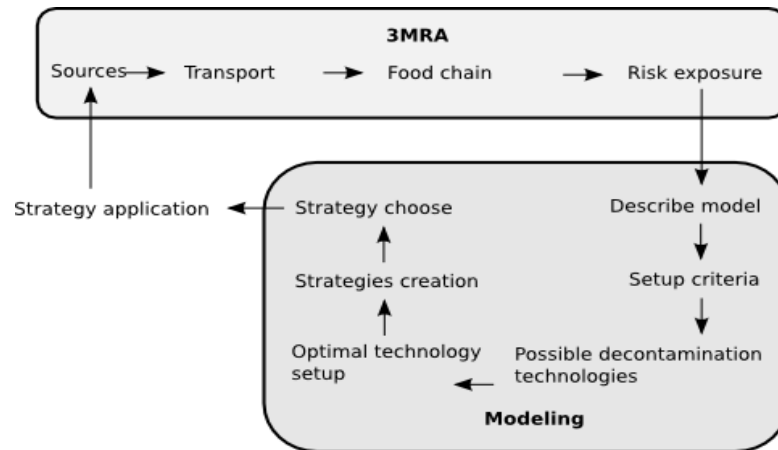 3MRA
Sources
Transport
Food chain
Risk exposure
Strategy application
Strategy choose
Describe model
Strategies creation
Setup criteria
Optimal technology
setup
Possible decontamination
technologies
Modeling